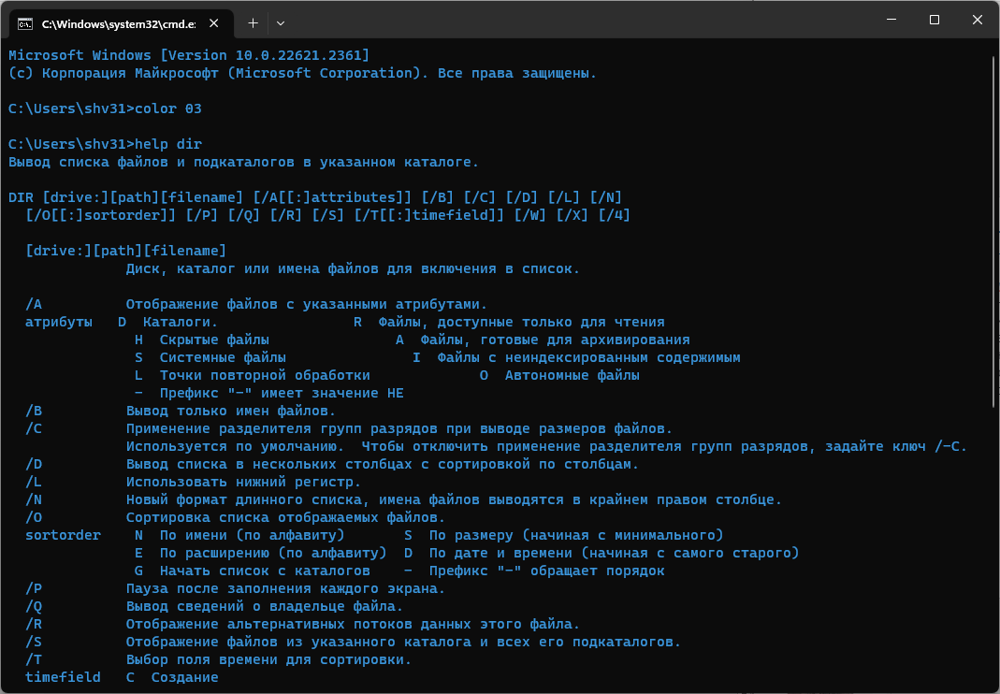 C:\Windows\system32\cmd.e:
Microsoft Windows [Version 10.0.22621.2361]
(c) Корпорация Майкрософт (Microsoft Corporation). Все права защищены.
C:\Users\shv31>color 03
C:\Users\shv31>help dir
Вывод списка файлов и подкаталогов в указанном каталоге.
DIR [drive:][path][filename] [/A[[:]attributes]] [/B] [/C] [/D] [/L] [/N]
[/O[[:]sortorder]] [/P] [/Q] [/R] [/S] [/T[[:]timefield]] [/W] [/X] [/4]
[drive:][path][filename]
Диск, каталог или имена файлов для включения в список.
/A Отображение файлов с указанными атрибутами.
атрибуты D Каталоги. R Файлы, доступные только для чтения
H Скрытые файлы A Файлы, готовые для архивирования
S Системные файлы I Файлы с неиндексированным содержимым
L Точки повторной обработки O Автономные файлы
- Префикс "-" имеет значение НЕ
/B Вывод только имен файлов.
/C Применение разделителя групп разрядов при выводе размеров файлов.
Используется по умолчанию. Чтобы отключить применение разделителя групп разрядов, задайте ключ /-C.
/D Вывод списка в нескольких столбцах с сортировкой по столбцам.
/L Использовать нижний регистр.
/N Новый формат длинного списка, имена файлов выводятся в крайнем правом столбце.
/O Сортировка списка отображаемых файлов.
sortorder N По имени (по алфавиту) S По размеру (начиная с минимального)
E По расширению (по алфавиту) D По дате и времени (начиная с самого старого)
G Начать список с каталогов - Префикс "-" обращает порядок
/P Пауза после заполнения каждого экрана.
/Q Вывод сведений о владельце файла.
/R Отображение альтернативных потоков данных этого файла.
/S Отображение файлов из указанного каталога и всех его подкаталогов.
/T Выбор поля времени для сортировки.
timefield C Создание